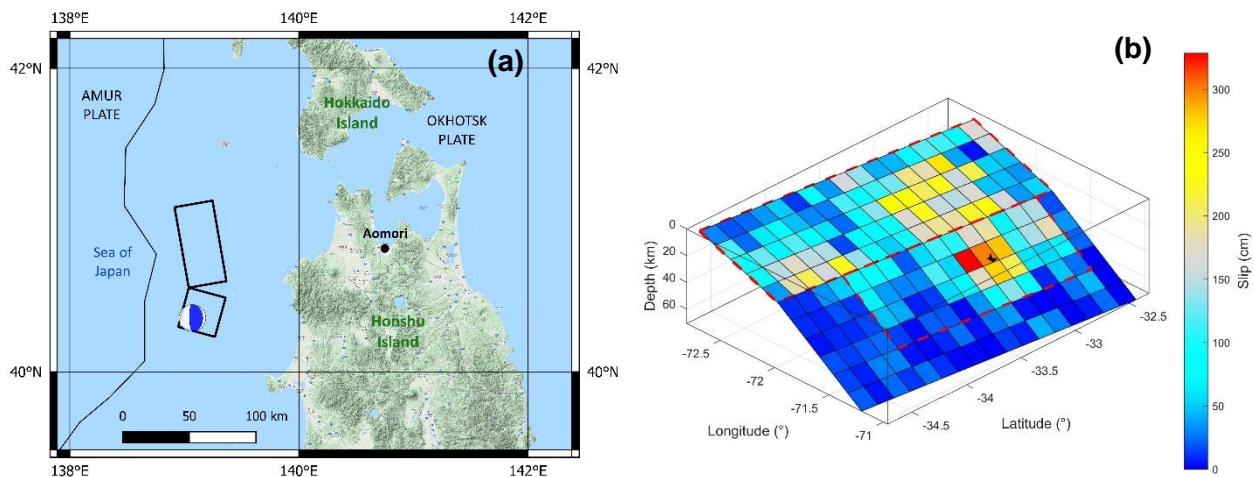 138°E
140°E
142°E
(a)
42°N
42°N
AMUR
PLATE
Hokkaido
Island
OKHOTSK
PLATE
Aomori
Sea of
Japan
Honshu
Island
40°N
40°N
0 50 100 km
138°E
140°E
142°E
(b)
0
20
40
60
Depth (km)
-72.5
-72
-71.5
-71
Longitude (°)
-34.5
-34
-33.5
-33
-32.5
Latitude (°)
300
250
200
150
100
50
0
Slip (cm)